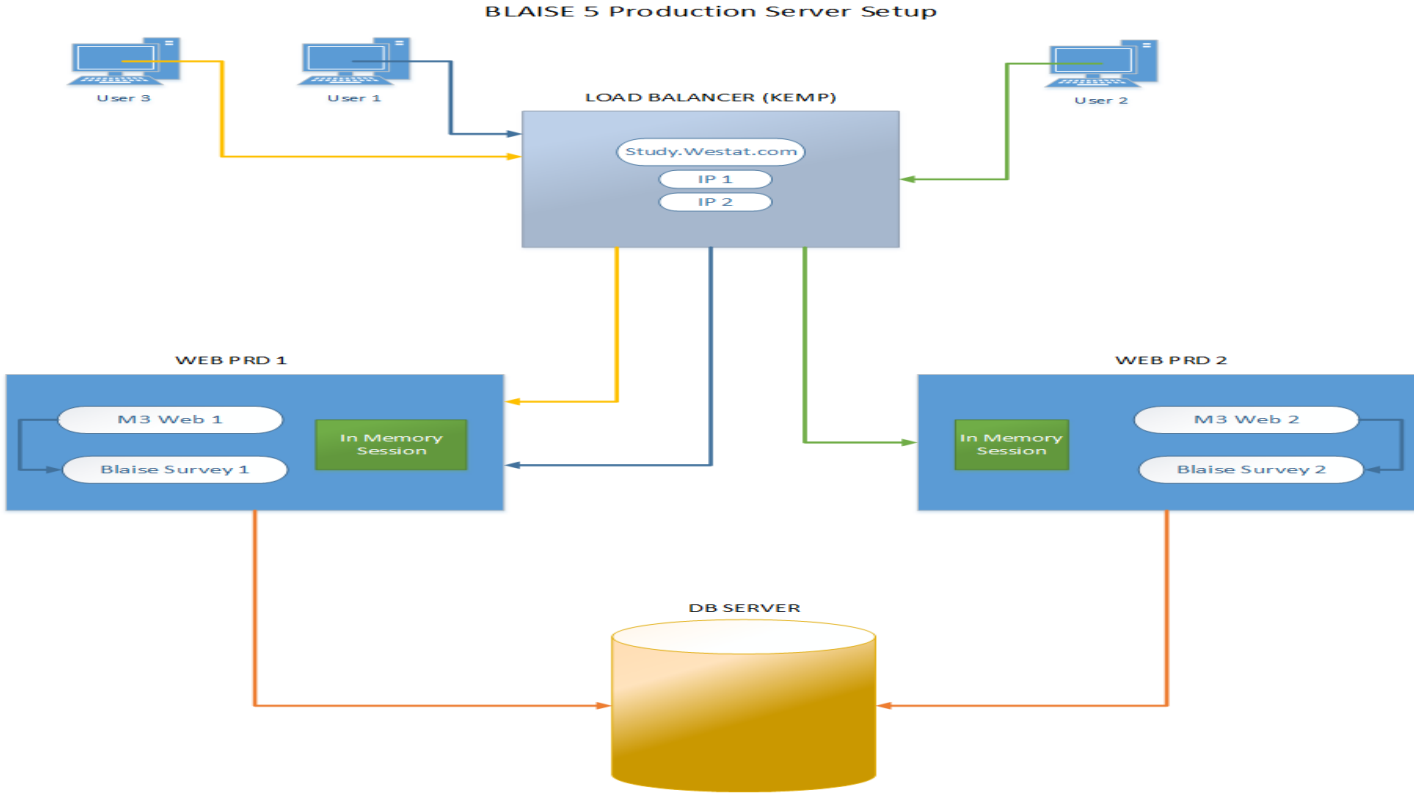 BLAISE 5 Production Server Setup
User 3
User 1
User 2
LOAD BALANCER (KEMP)
Study.Westat.com
IP 1
IP 2
WEB PRD 1
M3 Web 1
Blaise Survey 1
In Memory
Session
WEB PRD 2
In Memory
Session
M3 Web 2
Blaise Survey 2
DB SERVER